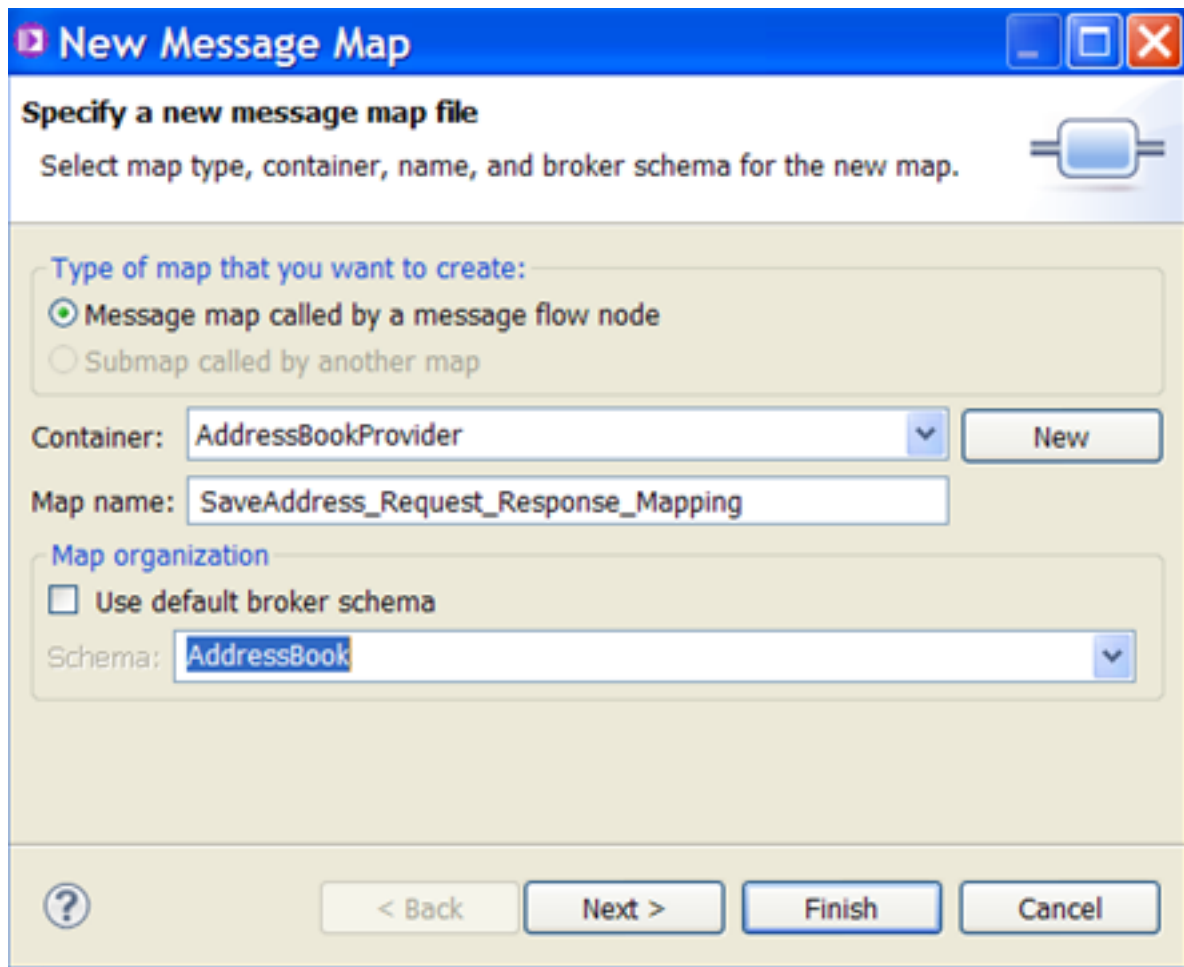 New Message Map
Specify a new message map file
Select map type, container, name, and broker schema for the new map.
Type of map that you want to create:
Message map called by a message flow node
Submap called by another map
Container: AddressBookProvider New
Map name: SaveAddress_Request_Response_Mapping
Map organization
Use default broker schema
Schema: AddressBook
? < Back Next > Finish Cancel